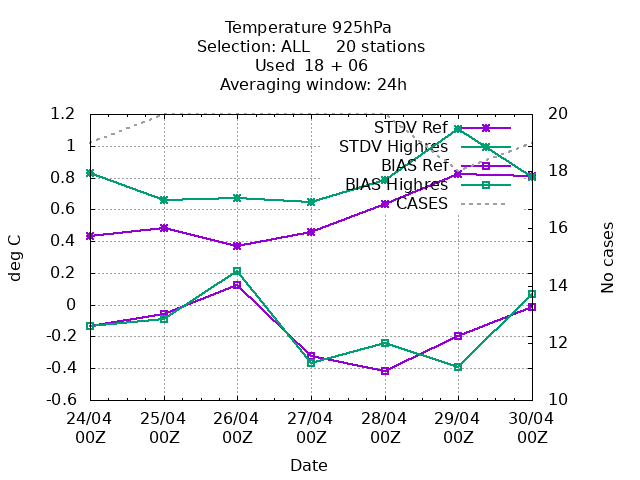 Temperature 925hPa
Selection: ALL     20 stations
Used  18 + 06
Averaging window: 24h
1.2
1
0.8
0.6
0.4
0.2
0
-0.2
-0.4
-0.6
deg C
20
18
16
14
12
10
No cases
STDV Ref
STDV Highres
BIAS Ref
BIAS Highres
CASES
24/04 25/04 26/04 27/04 28/04 29/04 30/04
00Z 00Z 00Z 00Z 00Z 00Z 00Z
Date